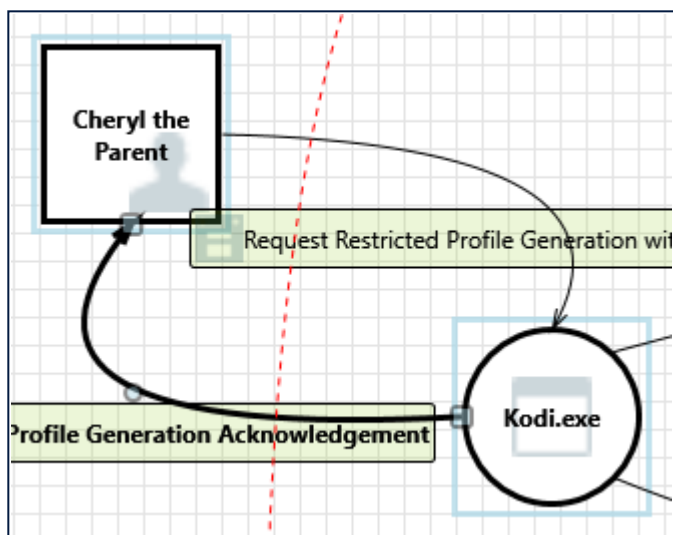 Cheryl the
Parent
Request Restricted Profile Generation wit
Profile Generation Acknowledgement
Kodi.exe